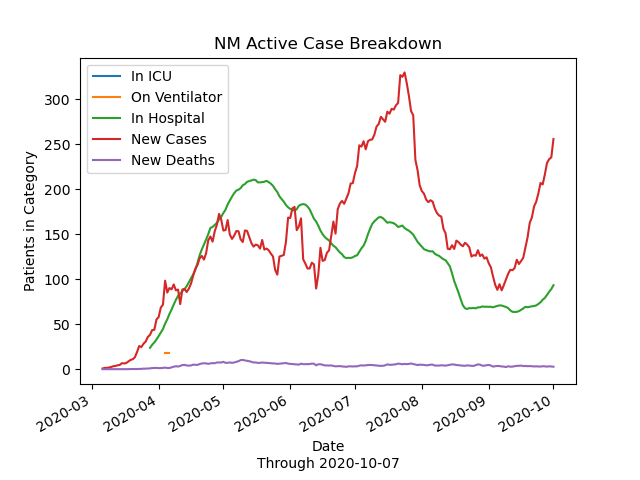 NM Active Case Breakdown
In ICU
On Ventilator
In Hospital
New Cases
New Deaths
Patients in Category
300
250
200
150
100
50
0
2020-03
2020-04
2020-05
2020-06
2020-07
2020-08
2020-09
2020-10
Date
Through 2020-10-07